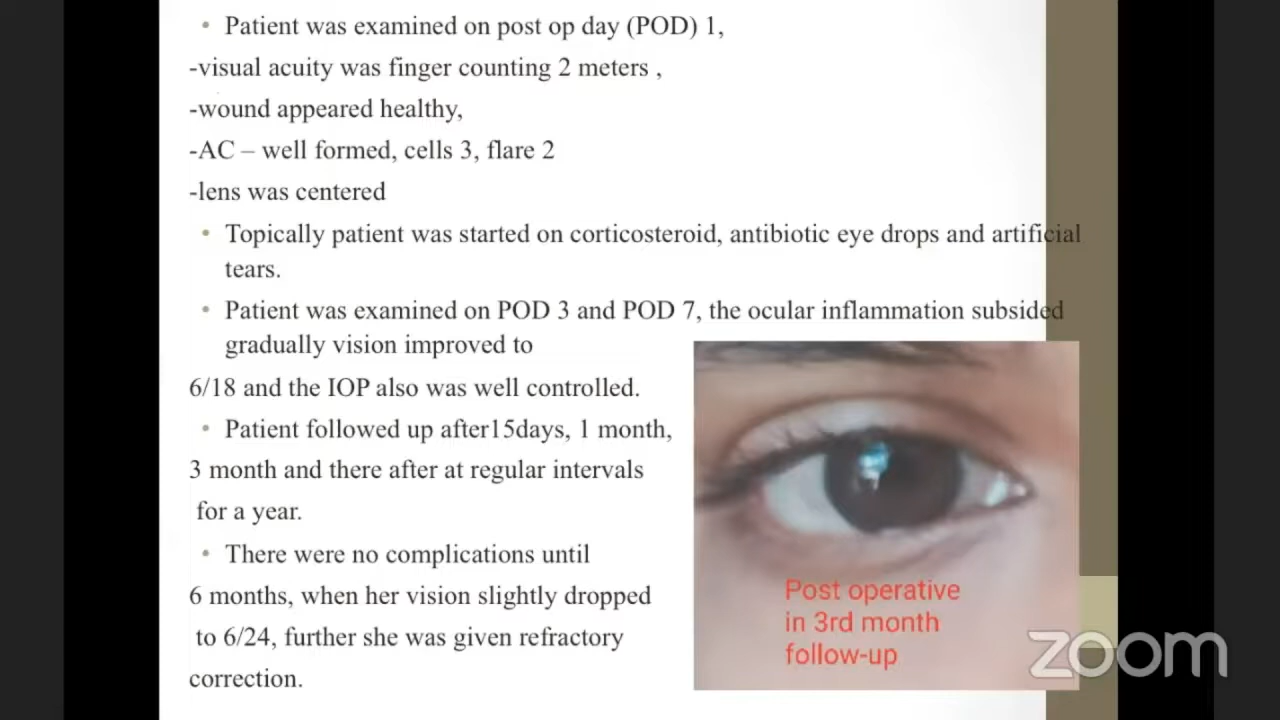 • Patient was examined on post op day (POD) 1,
-visual acuity was finger counting 2 meters ,
-wound appeared healthy,
-AC – well formed, cells 3, flare 2
-lens was centered
• Topically patient was started on corticosteroid, antibiotic eye drops and artificial
tears.
• Patient was examined on POD 3 and POD 7, the ocular inflammation subsided
gradually vision improved to
6/18 and the IOP also was well controlled.
• Patient followed up after15days, 1 month,
3 month and there after at regular intervals
for a year.
• There were no complications until
6 months, when her vision slightly dropped
to 6/24, further she was given refractory
correction.
Post operative
in 3rd month
follow-up
zoom